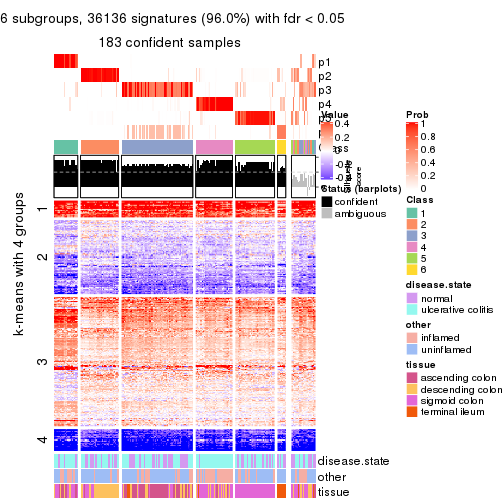 6 subgroups, 36136 signatures (96.0%) with fdr < 0.05
183 confident samples
p1
p2
p3
p4
k-means with 4 groups
1
2
3
4
disease.state
other
tissue
Value
0.4
0.2
Status (barplots)
confident
ambiguous
Prob
1
0.8
0.6
0.4
0.2
0
Class
1
2
3
4
5
6
disease.state
normal
ulcerative colitis
other
inflamed
uninflamed
tissue
ascending colon
descending colon
sigmoid colon
terminal ileum